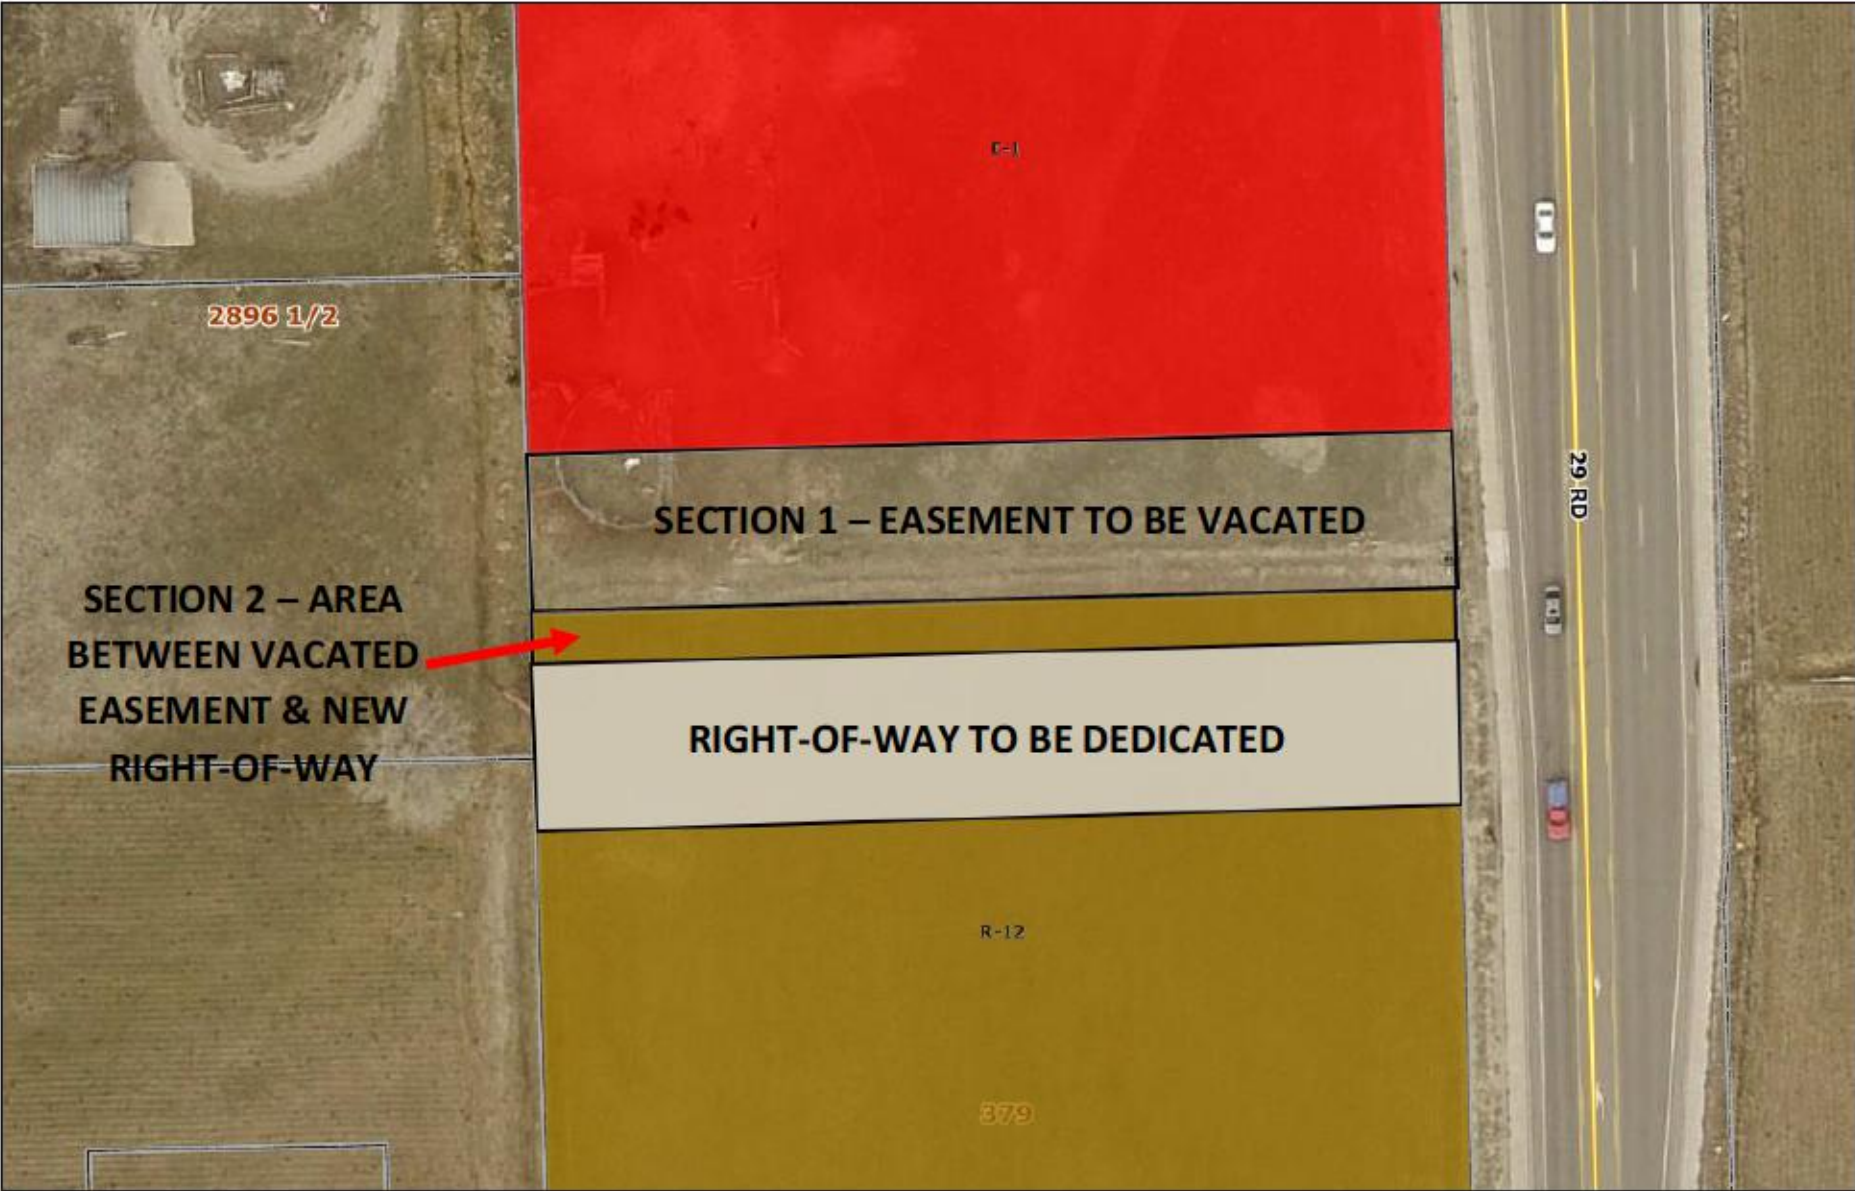 C-1
2896 1/2
29 RD
SECTION 1 – EASEMENT TO BE VACATED
SECTION 2 – AREA
BETWEEN VACATED
EASEMENT & NEW
RIGHT-OF-WAY
RIGHT-OF-WAY TO BE DEDICATED
R-12
379